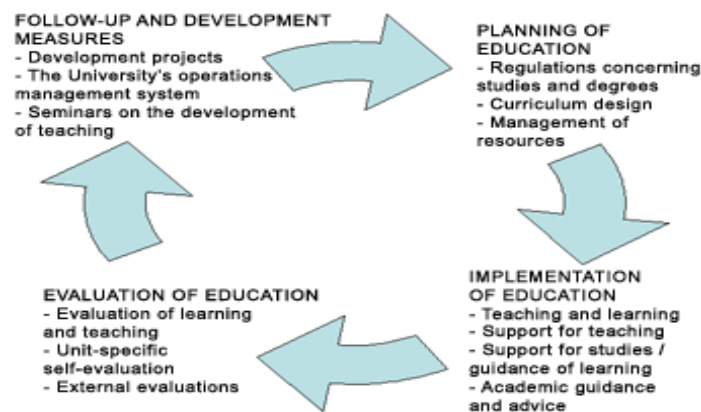 FOLLOW-UP AND DEVELOPMENT
MEASURES
- Development projects
- The University's operations
management system
- Seminars on the development
of teaching
PLANNING OF
EDUCATION
- Regulations concerning
studies and degrees
- Curriculum design
- Management of
resources
IMPLEMENTATION
OF EDUCATION
- Teaching and learning
- Support for teaching
- Support for studies /
guidance of learning
- Academic guidance
and advice
EVALUATION OF EDUCATION
- Evaluation of learning
and teaching
- Unit-specific
self-evaluation
- External evaluations